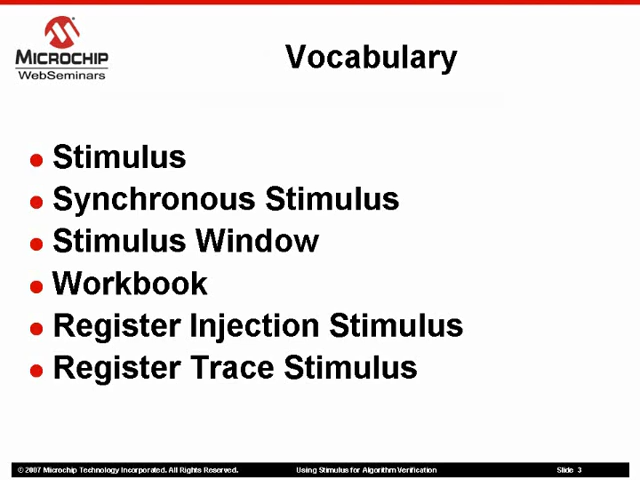 MICROCHIP
WebSeminars
Vocabulary
Stimulus
Synchronous Stimulus
Stimulus Window
Workbook
Register Injection Stimulus
Register Trace Stimulus
© 2007 Microchip Technology Incorporated. All Rights Reserved. Using Stimulus for Algorithm Verification Slide 3